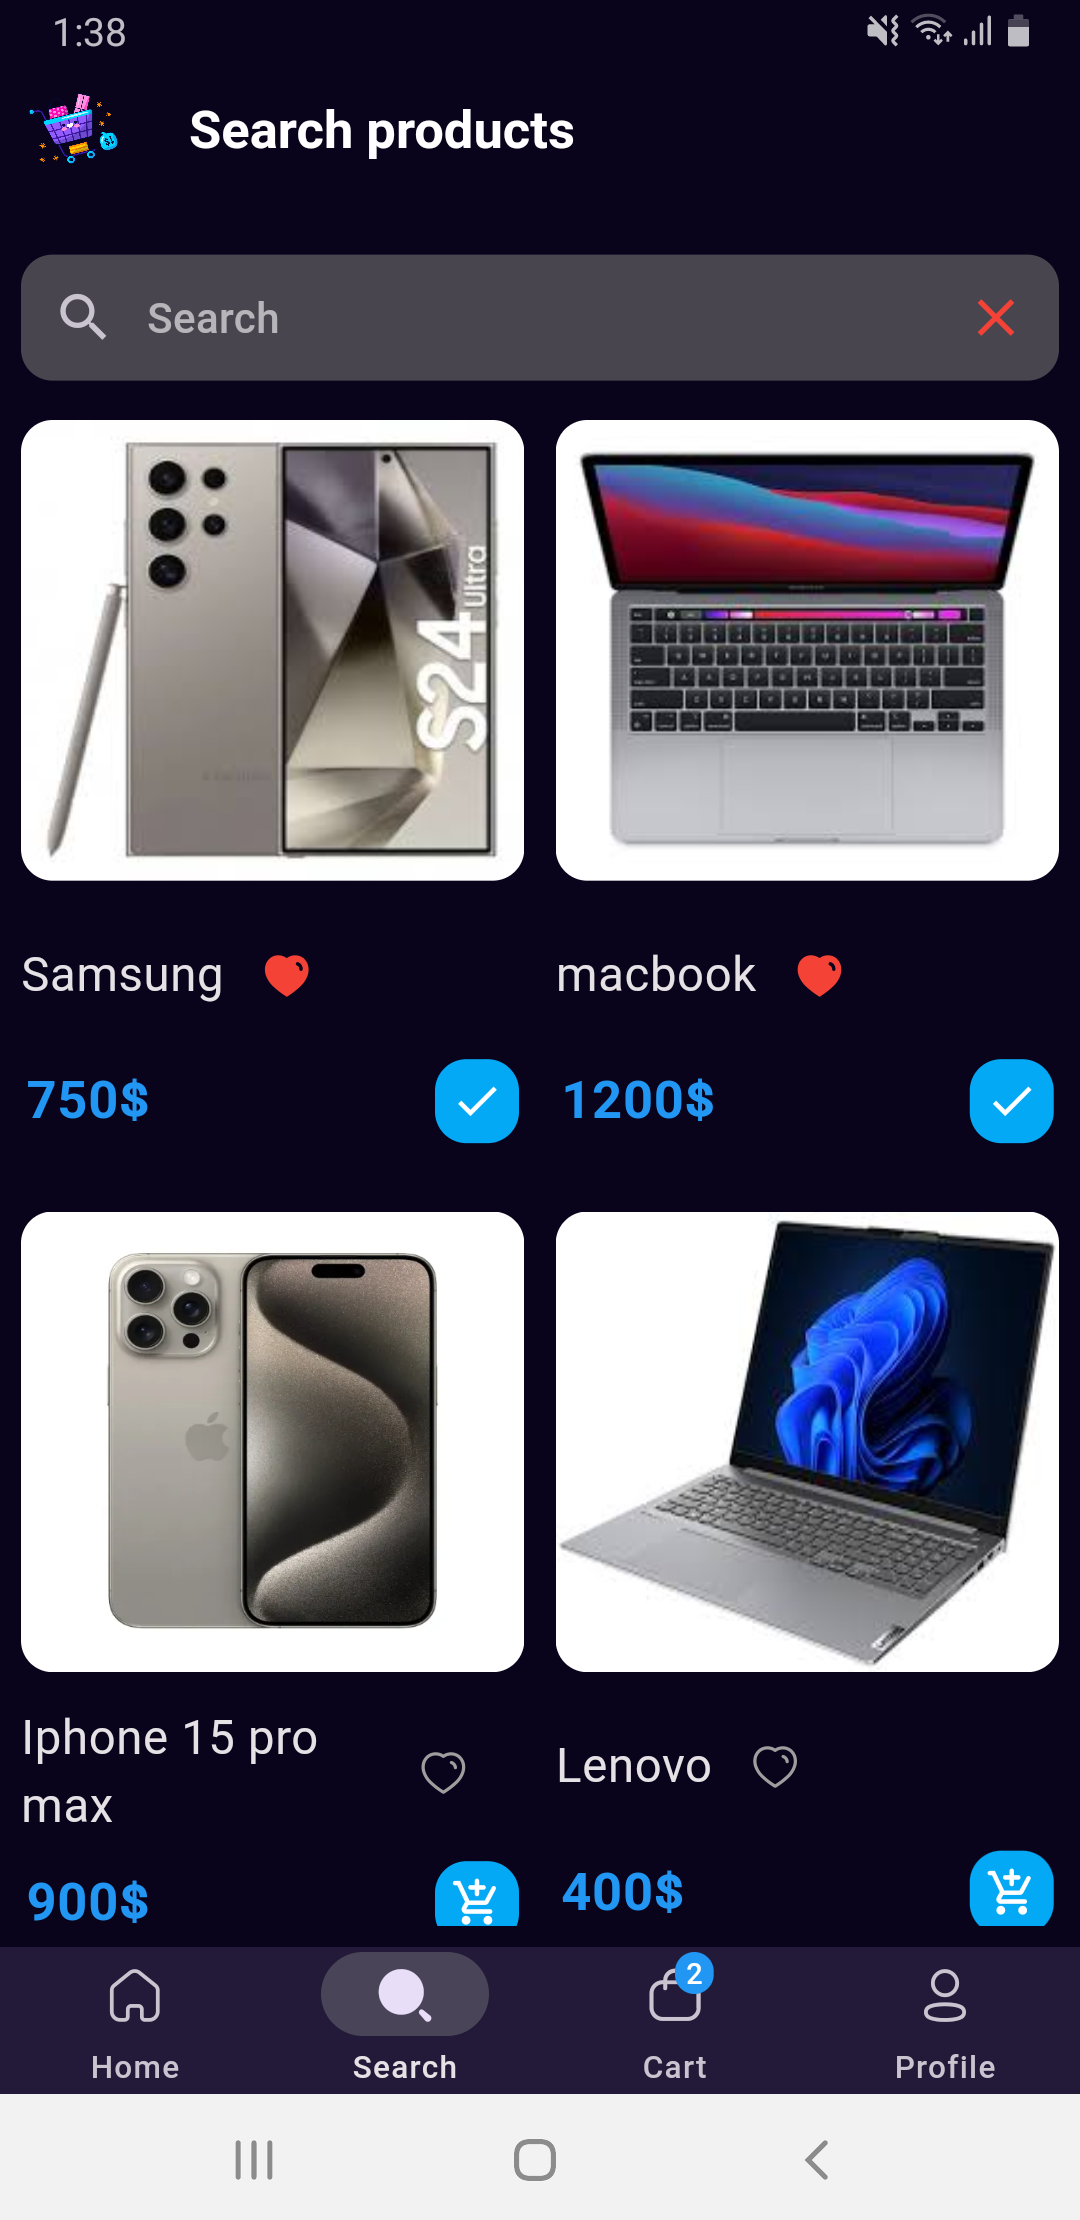 1:38
Search products
Search
S24 Ultra
Samsung
macbook
750$
1200$
Iphone 15 pro
max
Lenovo
900$
400$
2
Home
Search
Cart
Profile